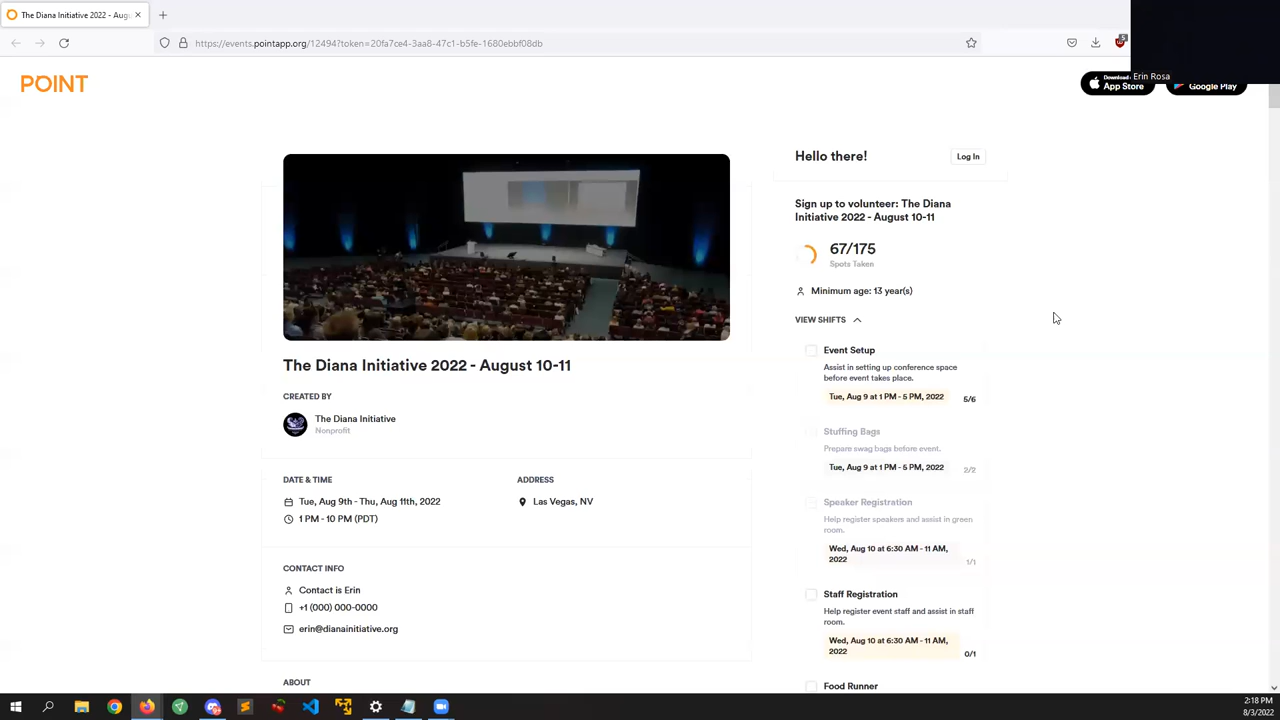 The Diana Initiative 2022 - Aug
https://events.pointapp.org/12494?token=20fa7ce4-3aa8-47c1-b5fe-1680ebbf08db
5
Erin Rosa
POINT
App Store
Google Play
Hello there!
Log In
Sign up to volunteer: The Diana
Initiative 2022 - August 10-11
67/175
Spots Taken
Minimum age: 13 year(s)
VIEW SHIFTS
Event Setup
Assist in setting up conference space
before event takes place.
Tue, Aug 9 at 1 PM - 5 PM, 2022
5/6
Stuffing Bags
Prepare swag bags before event.
Tue, Aug 9 at 1 PM - 5 PM, 2022
2/2
Speaker Registration
Help register speakers and assist in green
room.
Wed, Aug 10 at 6:30 AM - 11 AM,
2022
1/1
Staff Registration
Help register event staff and assist in staff
room.
Wed, Aug 10 at 6:30 AM - 11 AM,
2022
0/1
Food Runner
The Diana Initiative 2022 - August 10-11
CREATED BY
The Diana Initiative
Nonprofit
DATE & TIME
Tue, Aug 9th - Thu, Aug 11th, 2022
1 PM - 10 PM (PDT)
ADDRESS
Las Vegas, NV
CONTACT INFO
Contact is Erin
+1 (000) 000-0000
erin@dianainitiative.org
ABOUT
2:18 PM
8/3/2022